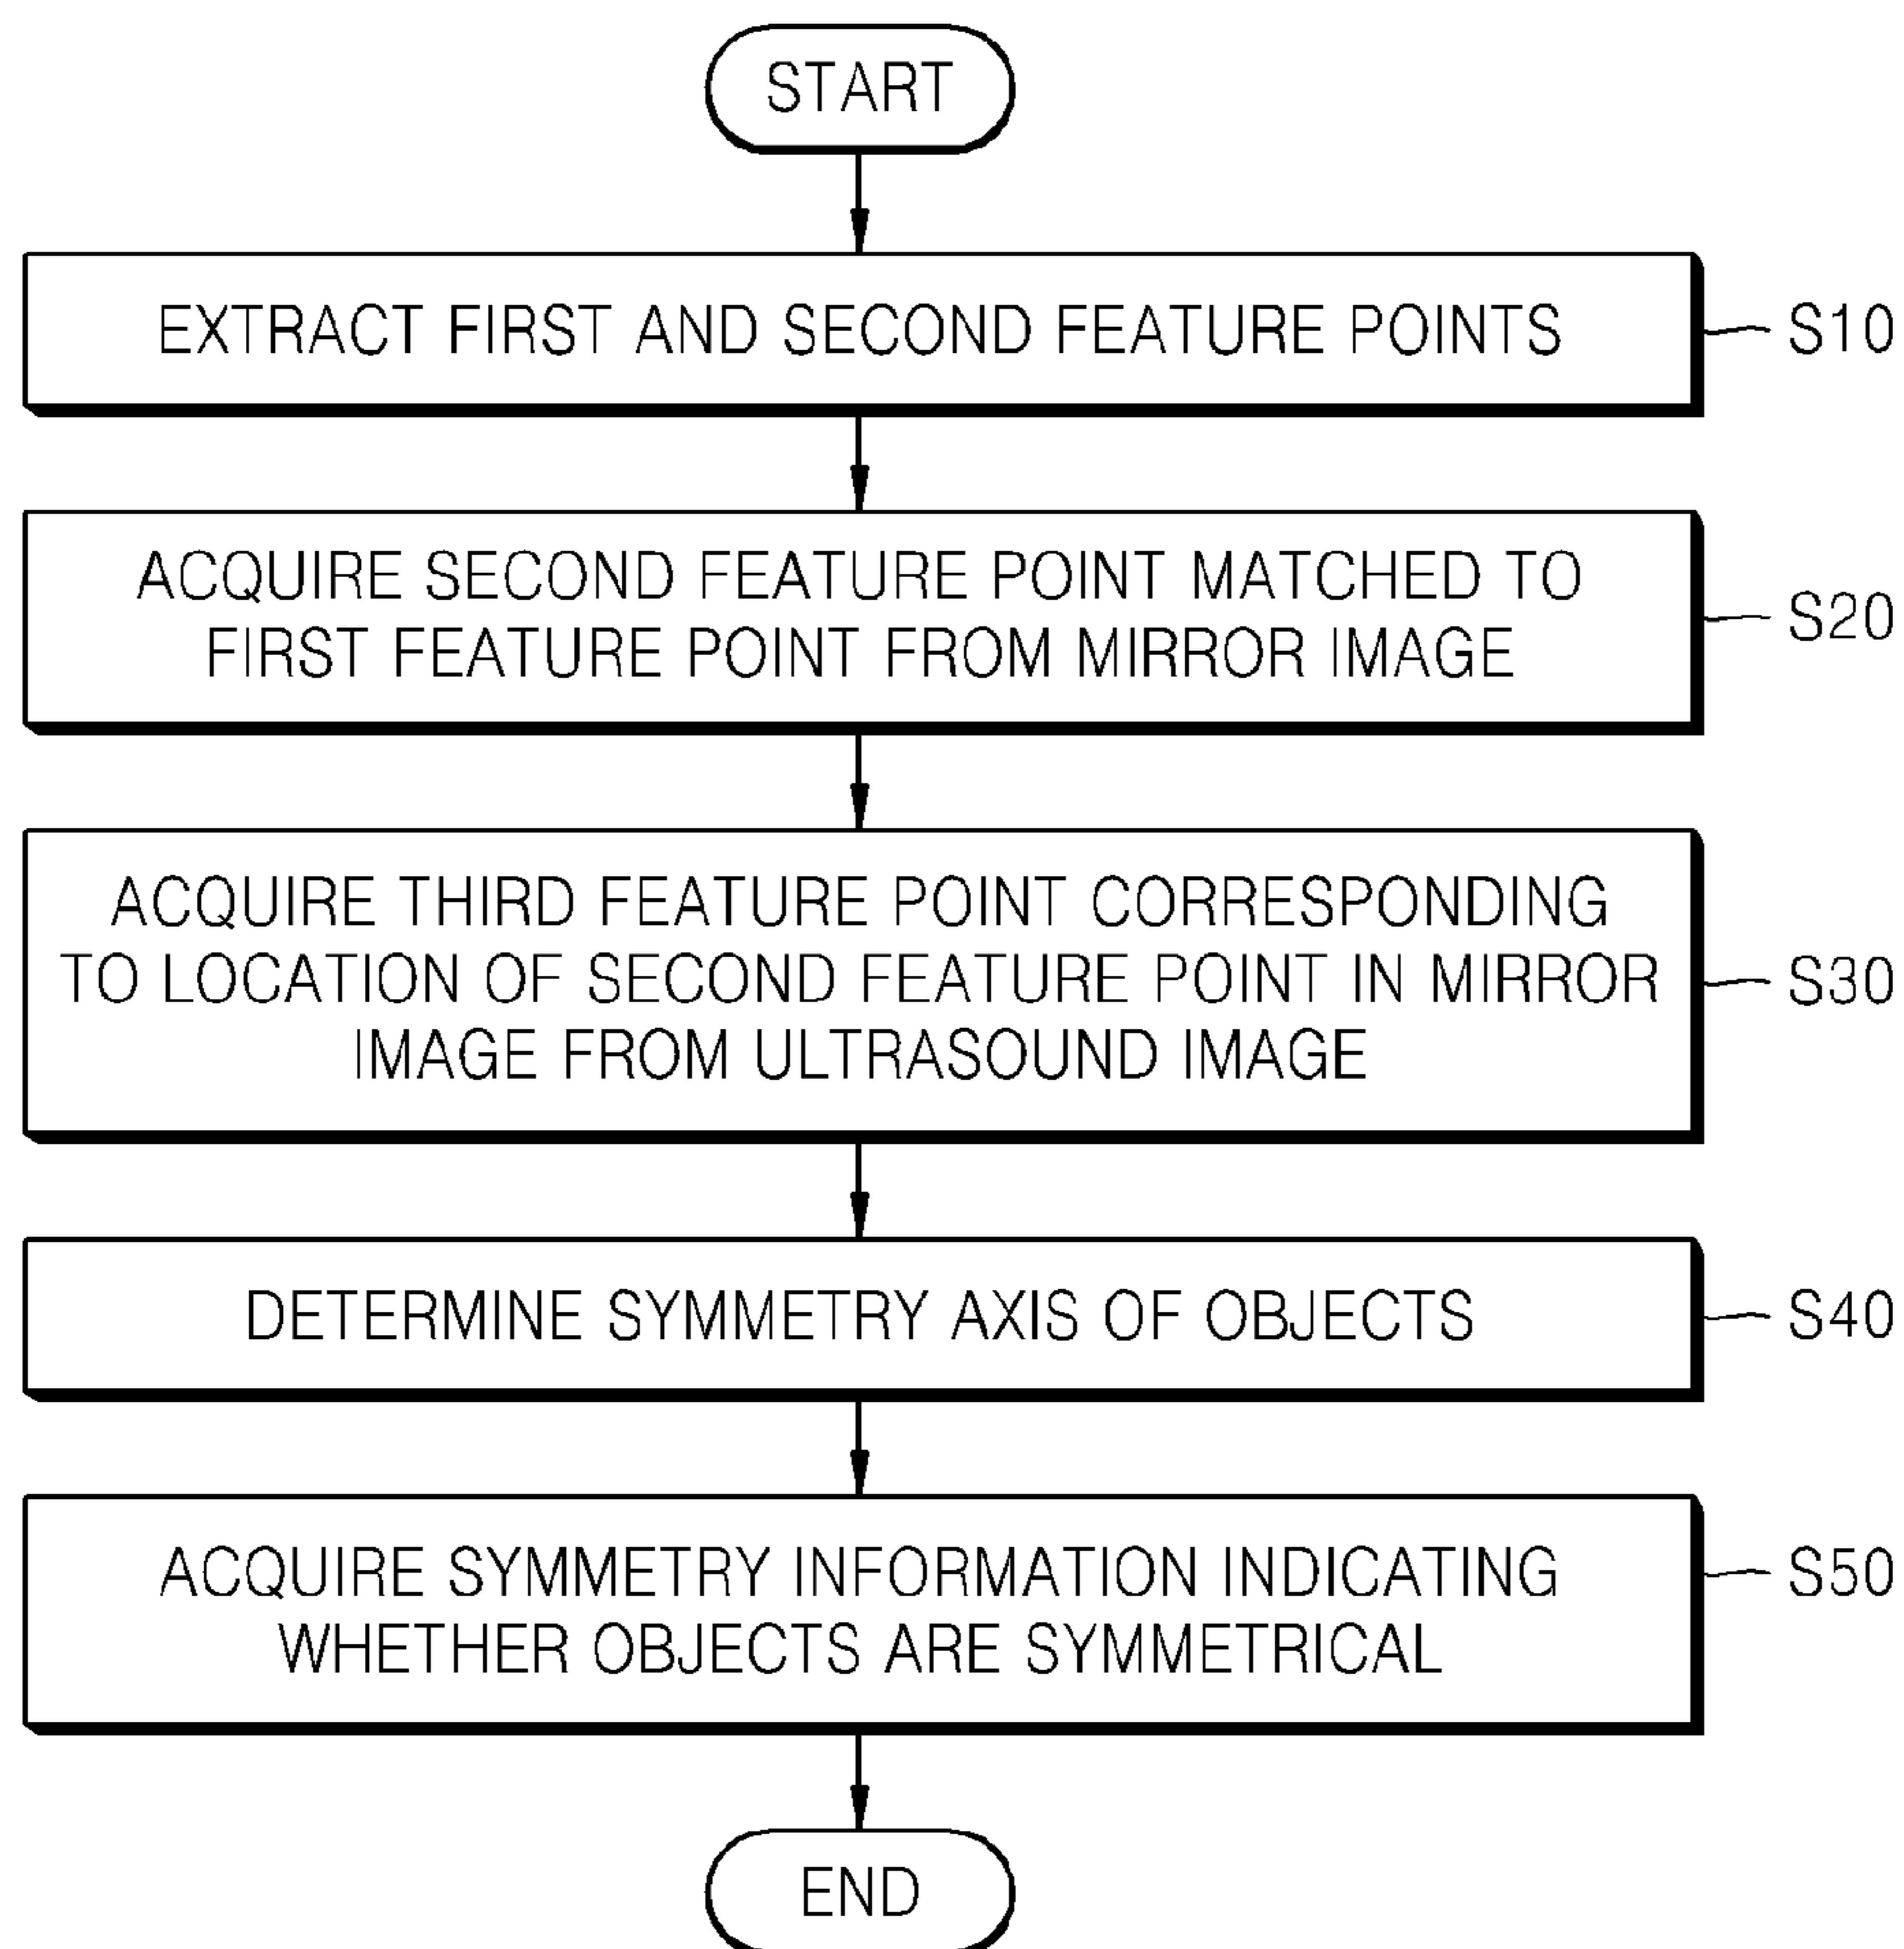 START
EXTRACT FIRST AND SECOND FEATURE POINTS
S10
ACQUIRE SECOND FEATURE POINT MATCHED TO
FIRST FEATURE POINT FROM MIRROR IMAGE
S20
ACQUIRE THIRD FEATURE POINT CORRESPONDING
TO LOCATION OF SECOND FEATURE POINT IN MIRROR
IMAGE FROM ULTRASOUND IMAGE
S30
DETERMINE SYMMETRY AXIS OF OBJECTS
S40
ACQUIRE SYMMETRY INFORMATION INDICATING
WHETHER OBJECTS ARE SYMMETRICAL
S50
END